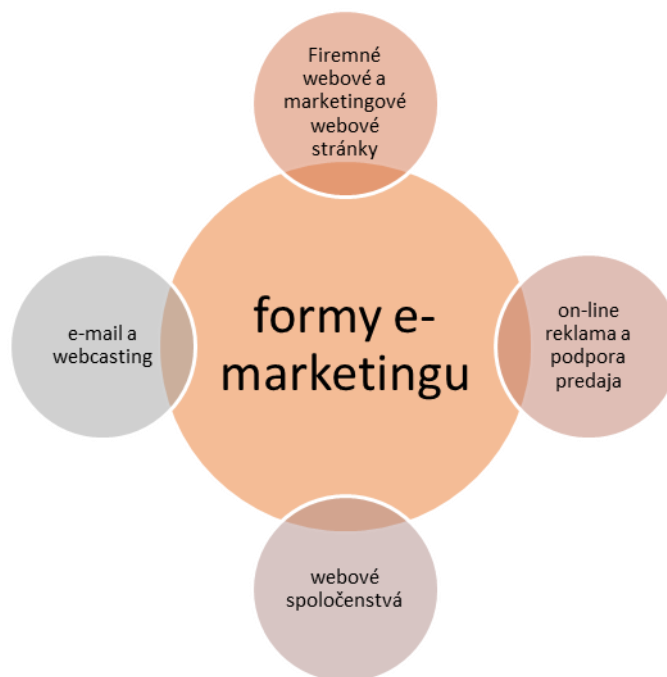 Firemné
webové a
marketingové
webové
stránky
formy e-
marketingu
on-line
reklama a
podpora
predaja
webové
spoločenstvá
e-mail a
webcasting